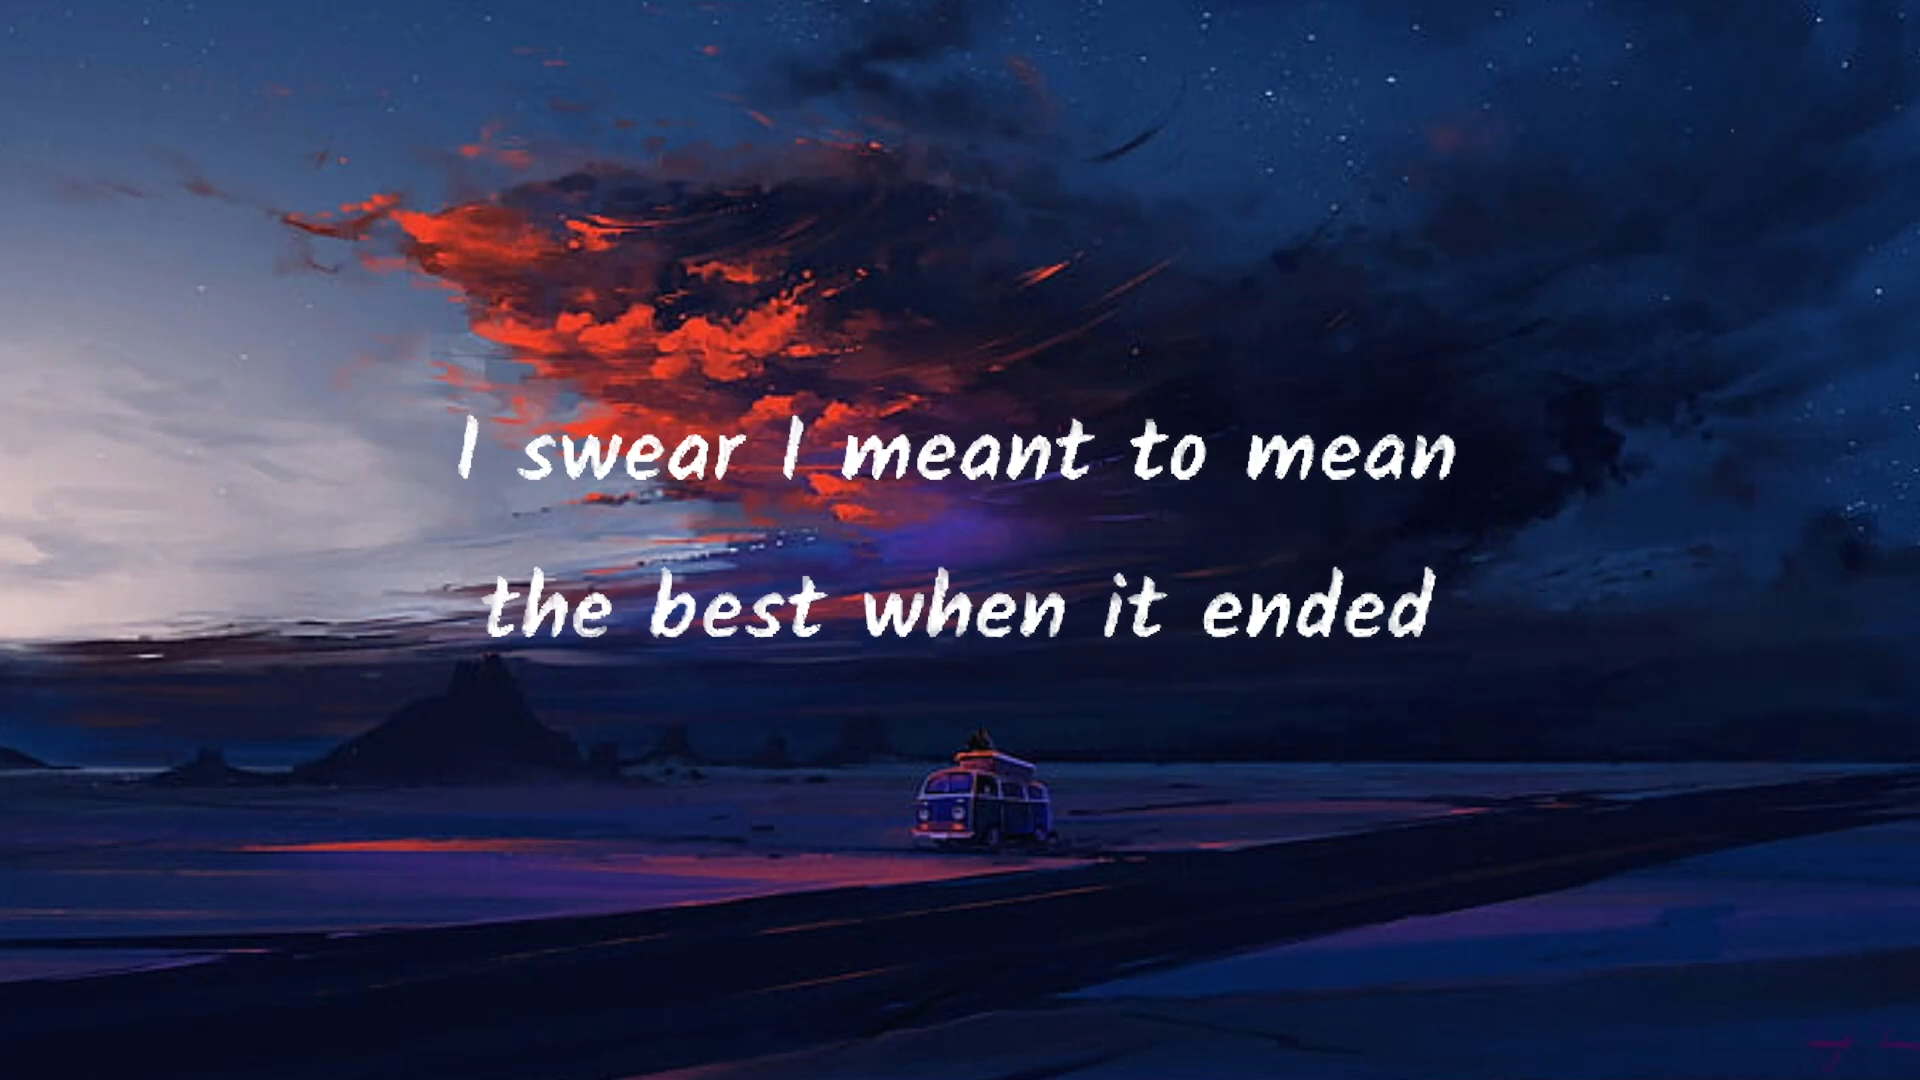 I swear I meant to mean
the best when it ended